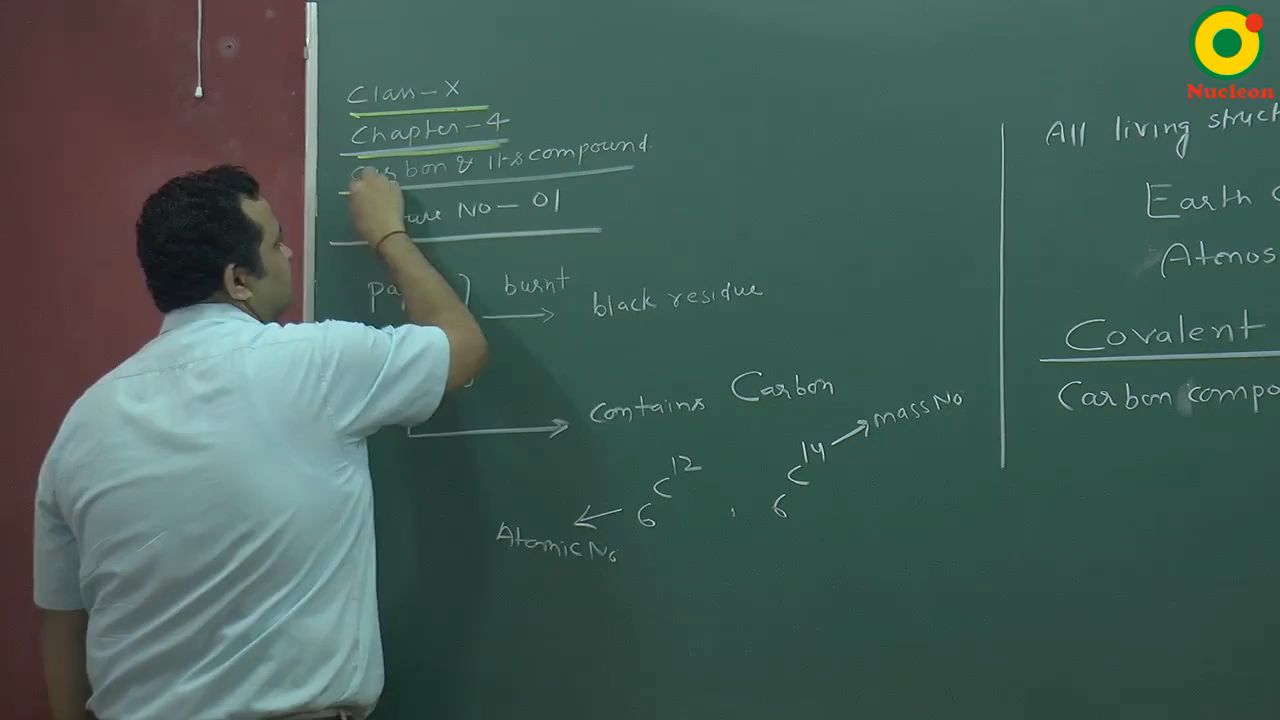 Class-X
Chapter-4
Carbon & It's compound.
No-01
burnt
black residue
contains Carbon
6 C 12 , 6 C 14
mass No
Atomic No
All living struct
Earth
Atmos
Covalent
Carbon compo
Nucleon